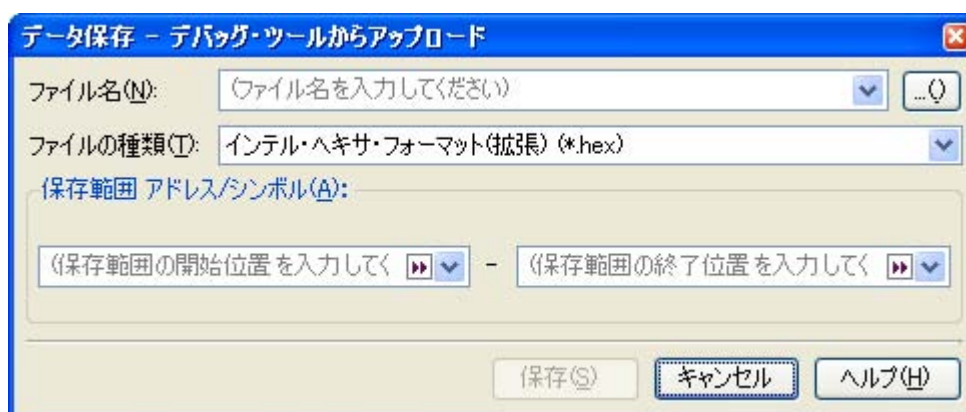 データ保存 - デバッグ・ツールからアップロード
ファイル名(N): (ファイル名を入力してください) ...()
ファイルの種類(T): インテル・ヘキサ・フォーマット(拡張) (*.hex)
保存範囲 アドレス/シンボル(A):
(保存範囲の開始位置を入力してく - (保存範囲の終了位置を入力してく
保存(S) キャンセル ヘルプ(H)